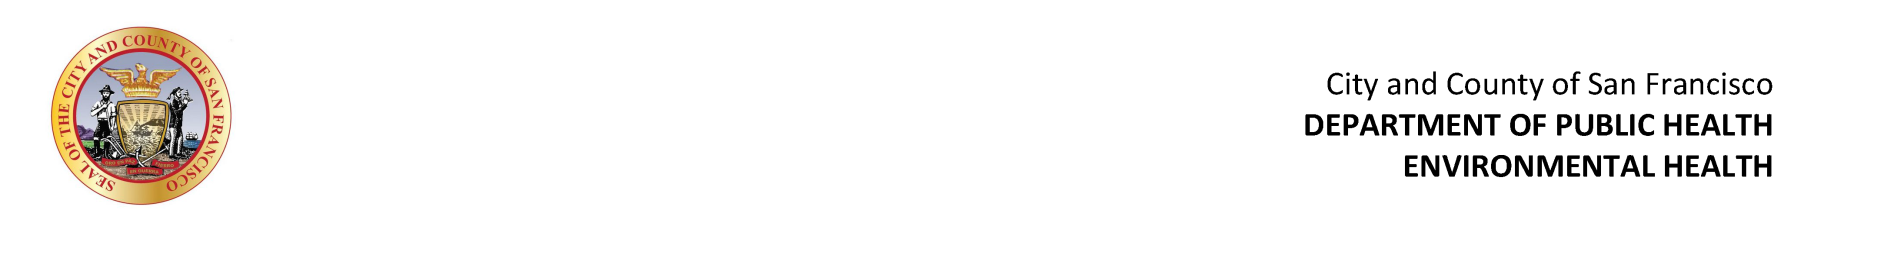 SEAL OF THE CITY AND COUNTY OF SAN FRANCISCO
City and County of San Francisco
DEPARTMENT OF PUBLIC HEALTH
ENVIRONMENTAL HEALTH